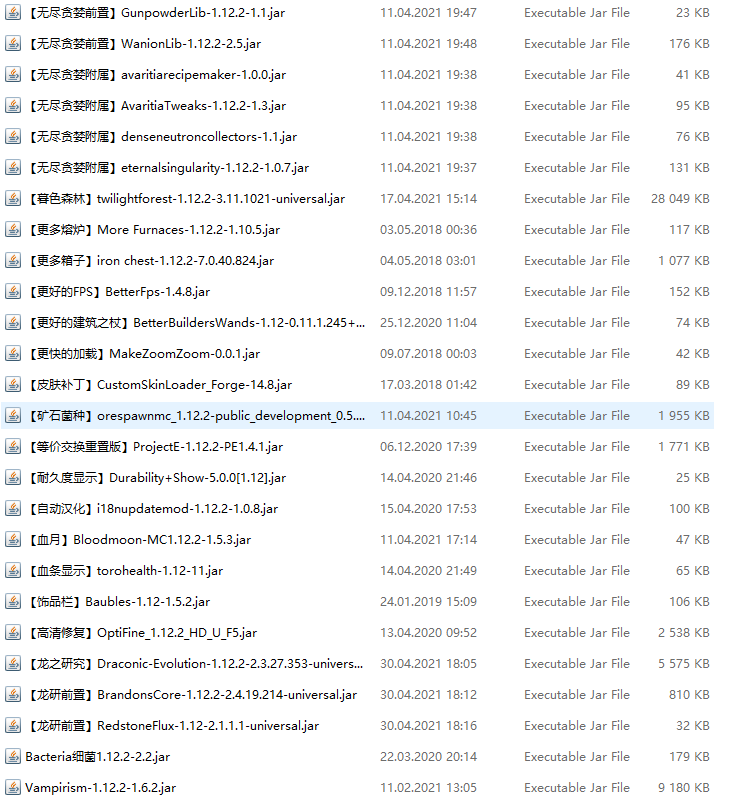 【无尽贪婪前置】GunpowderLib-1.12.2-1.1.jar 11.04.2021 19:47 Executable Jar File 23 KB
【无尽贪婪前置】WanionLib-1.12.2-2.5.jar 11.04.2021 19:48 Executable Jar File 176 KB
【无尽贪婪附属】avaritiarecipemaker-1.0.0.jar 11.04.2021 19:38 Executable Jar File 41 KB
【无尽贪婪附属】AvaritiaTweaks-1.12.2-1.3.jar 11.04.2021 19:38 Executable Jar File 95 KB
【无尽贪婪附属】denseneutroncollectors-1.1.jar 11.04.2021 19:38 Executable Jar File 76 KB
【无尽贪婪附属】eternalsingularity-1.12.2-1.0.7.jar 11.04.2021 19:37 Executable Jar File 131 KB
【暮色森林】twilightforest-1.12.2-3.11.1021-universal.jar 17.04.2021 15:14 Executable Jar File 28 049 KB
【更多熔炉】More Furnaces-1.12.2-1.10.5.jar 03.05.2018 00:36 Executable Jar File 117 KB
【更多箱子】iron chest-1.12.2-7.0.40.824.jar 04.05.2018 03:01 Executable Jar File 1 077 KB
【更好的FPS】BetterFps-1.4.8.jar 09.12.2018 11:57 Executable Jar File 152 KB
【更好的建筑之杖】BetterBuildersWands-1.12-0.11.1.245+... 25.12.2020 11:04 Executable Jar File 74 KB
【更快的加载】MakeZoomZoom-0.0.1.jar 09.07.2018 00:03 Executable Jar File 42 KB
【皮肤补丁】CustomSkinLoader_Forge-14.8.jar 17.03.2018 01:42 Executable Jar File 89 KB
【矿石菌种】orespawnmc_1.12.2-public_development_0.5.... 11.04.2021 10:45 Executable Jar File 1 955 KB
【等价交换重置版】ProjectE-1.12.2-PE1.4.1.jar 06.12.2020 17:39 Executable Jar File 1 771 KB
【耐久度显示】Durability+Show-5.0.0[1.12].jar 14.04.2020 21:46 Executable Jar File 25 KB
【自动汉化】i18nupdatemod-1.12.2-1.0.8.jar 15.04.2020 17:53 Executable Jar File 100 KB
【血月】Bloodmoon-MC1.12.2-1.5.3.jar 11.04.2021 17:14 Executable Jar File 47 KB
【血条显示】torohealth-1.12-11.jar 14.04.2020 21:49 Executable Jar File 65 KB
【饰品栏】Baubles-1.12-1.5.2.jar 24.01.2019 15:09 Executable Jar File 106 KB
【高清修复】OptiFine_1.12.2_HD_U_F5.jar 13.04.2020 09:52 Executable Jar File 2 538 KB
【龙之研究】Draconic-Evolution-1.12.2-2.3.27.353-univers... 30.04.2021 18:05 Executable Jar File 5 575 KB
【龙研前置】BrandonsCore-1.12.2-2.4.19.214-universal.jar 30.04.2021 18:12 Executable Jar File 810 KB
【龙研前置】RedstoneFlux-1.12-2.1.1.1-universal.jar 30.04.2021 18:16 Executable Jar File 32 KB
Bacteria细菌1.12.2-2.2.jar 22.03.2020 20:14 Executable Jar File 179 KB
Vampirism-1.12.2-1.6.2.jar 11.02.2021 13:05 Executable Jar File 9 180 KB